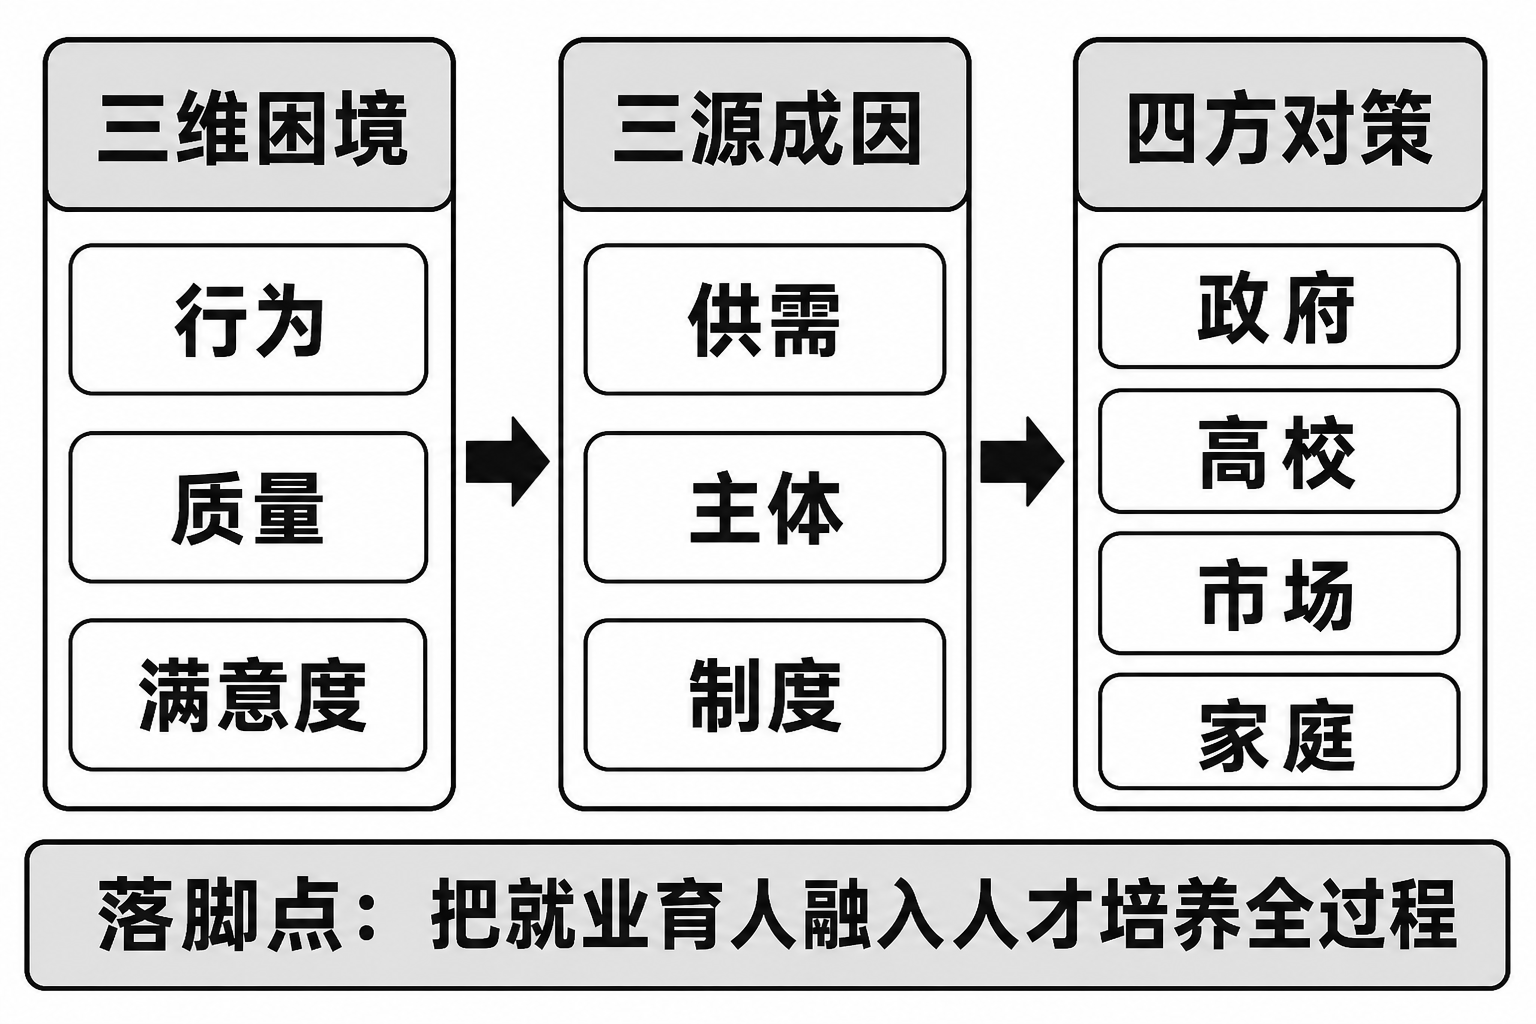 三维困境
行为
质量
满意度
三源成因
供需
主体
制度
四方对策
政府
高校
市场
家庭
落脚点：把就业育人融入人才培养全过程